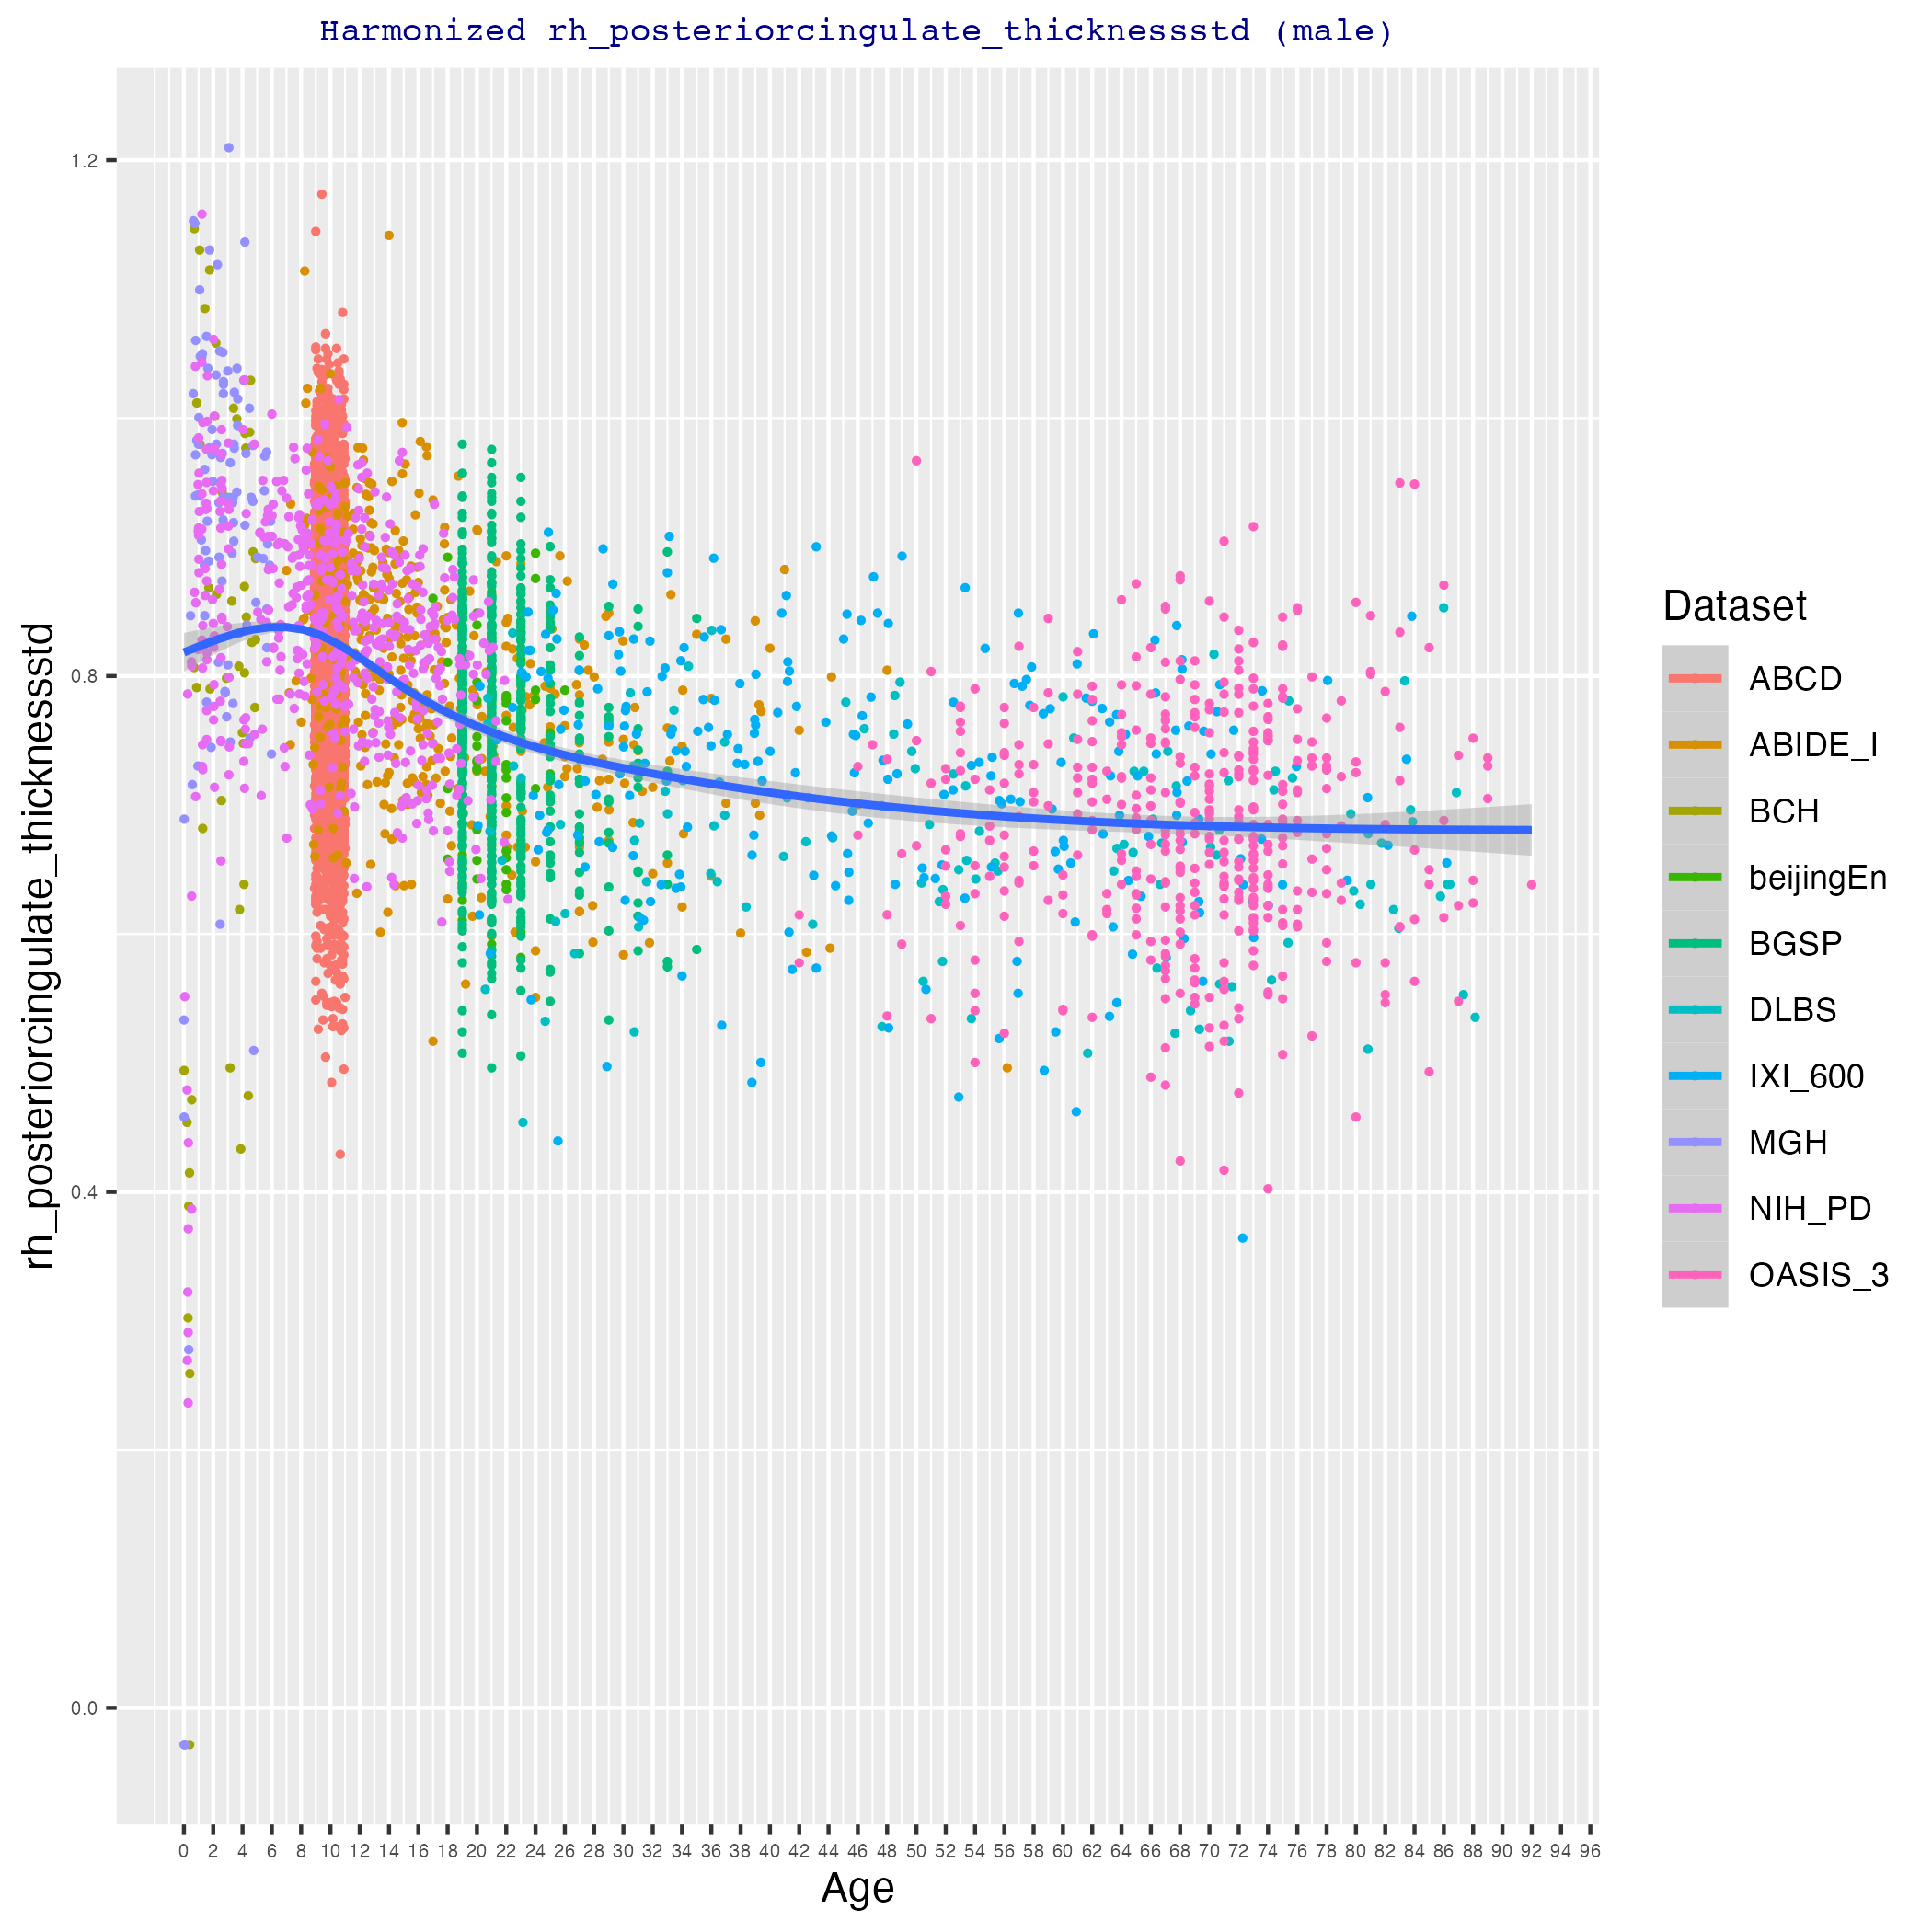 Harmonized rh_posteriorcingulate_thicknessstd (male)
rh_posteriorcingulate_thicknessstd
1.2
0.8
0.4
0.0
0 2 4 6 8 10 12 14 16 18 20 22 24 26 28 30 32 34 36 38 40 42 44 46 48 50 52 54 56 58 60 62 64 66 68 70 72 74 76 78 80 82 84 86 88 90 92 94 96
Age
Dataset
ABCD
ABIDE_I
BCH
beijingEn
BGSP
DLBS
IXI_600
MGH
NIH_PD
OASIS_3